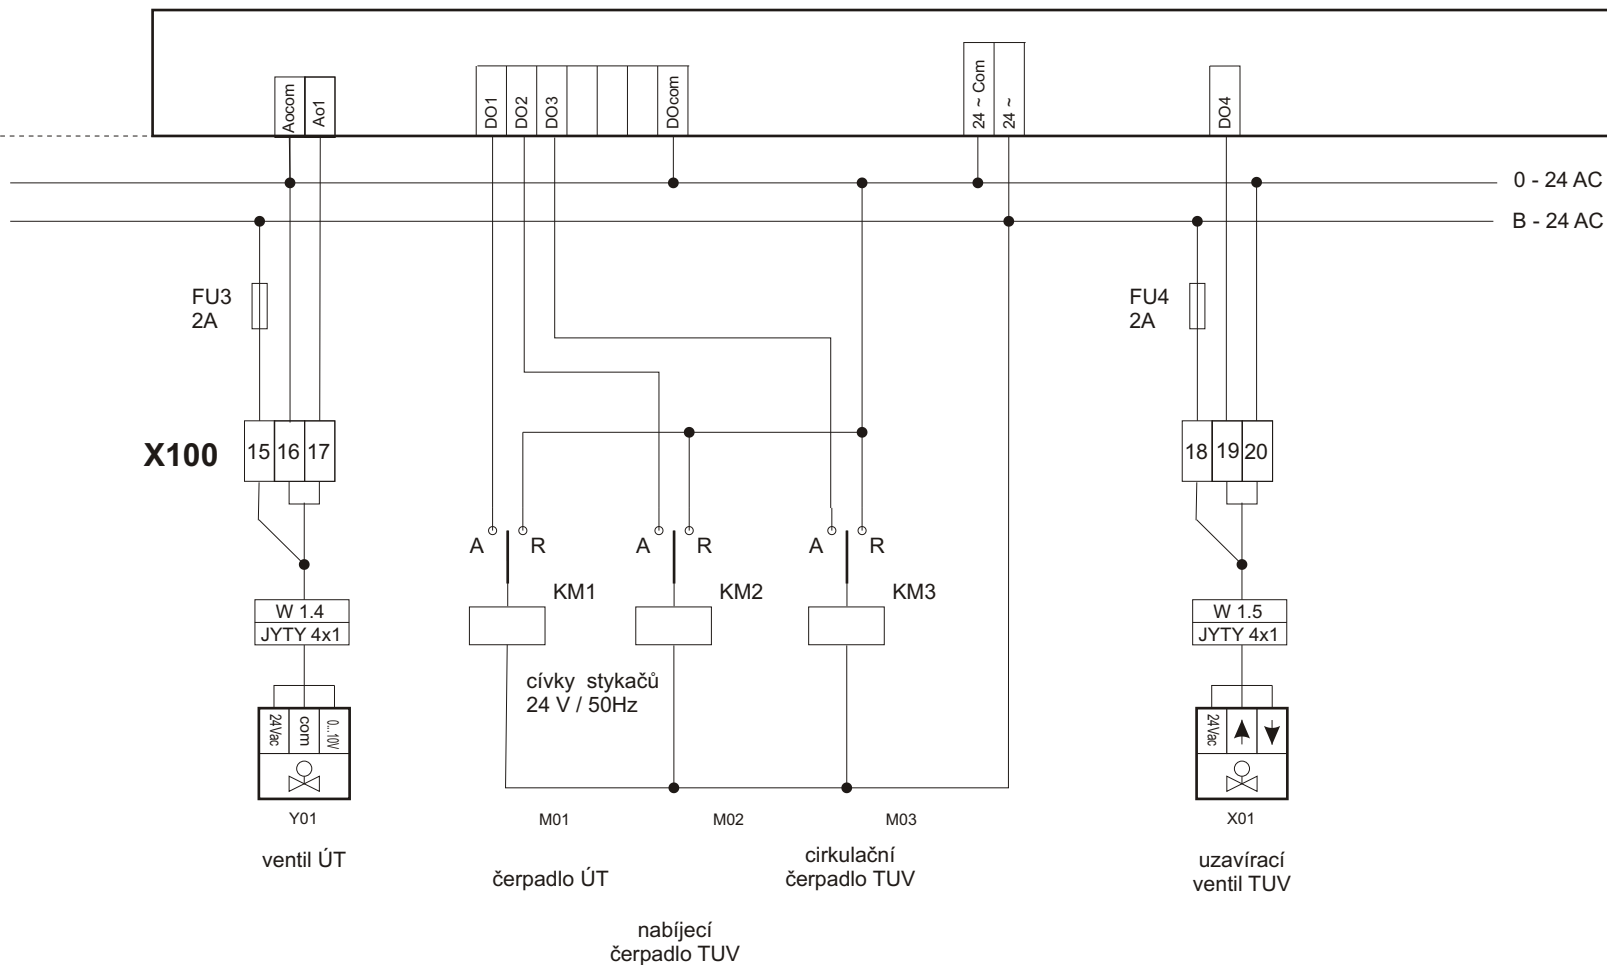 Aocom
Ao1
DO1
DO2
DO3
DOcom
24 ~ Com
24 ~
DO4
0 - 24 AC
B - 24 AC
FU3
2A
FU4
2A
X100
15 16 17
18 19 20
A R
A R
A R
KM1
KM2
KM3
W 1.4
JYTY 4x1
W 1.5
JYTY 4x1
cívky stykačů
24 V / 50Hz
24Vac
com
0...10V
24Vac
Y01
M01
M02
M03
X01
ventil ÚT
čerpadlo ÚT
cirkulační
čerpadlo TUV
uzavírací
ventil TUV
nabíjecí
čerpadlo TUV